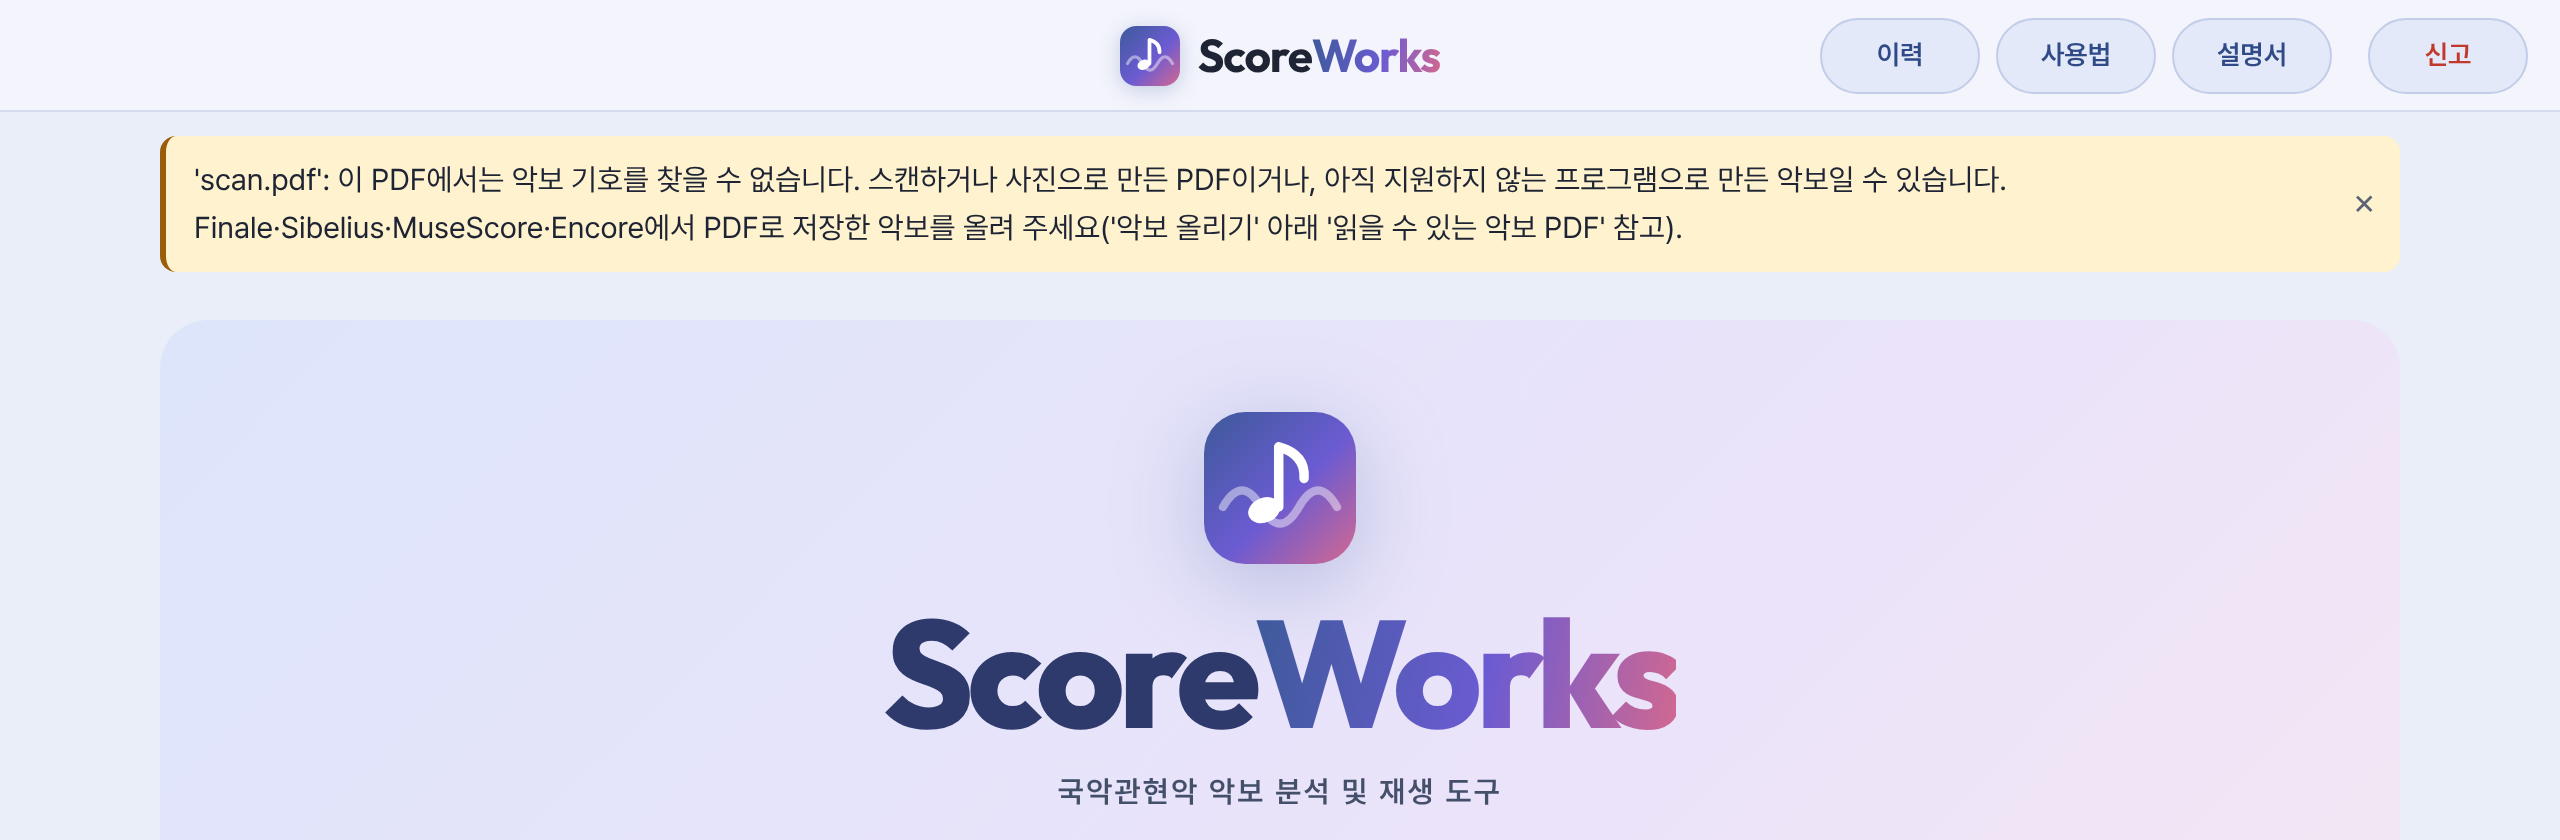 ScoreWorks
이력
사용법
설명서
신고
'scan.pdf': 이 PDF에서는 악보 기호를 찾을 수 없습니다. 스캔하거나 사진으로 만든 PDF이거나, 아직 지원하지 않는 프로그램으로 만든 악보일 수 있습니다.
Finale·Sibelius·MuseScore·Encore에서 PDF로 저장한 악보를 올려 주세요('악보 올리기' 아래 '읽을 수 있는 악보 PDF' 참고).
×
ScoreWorks
국악관현악 악보 분석 및 재생 도구